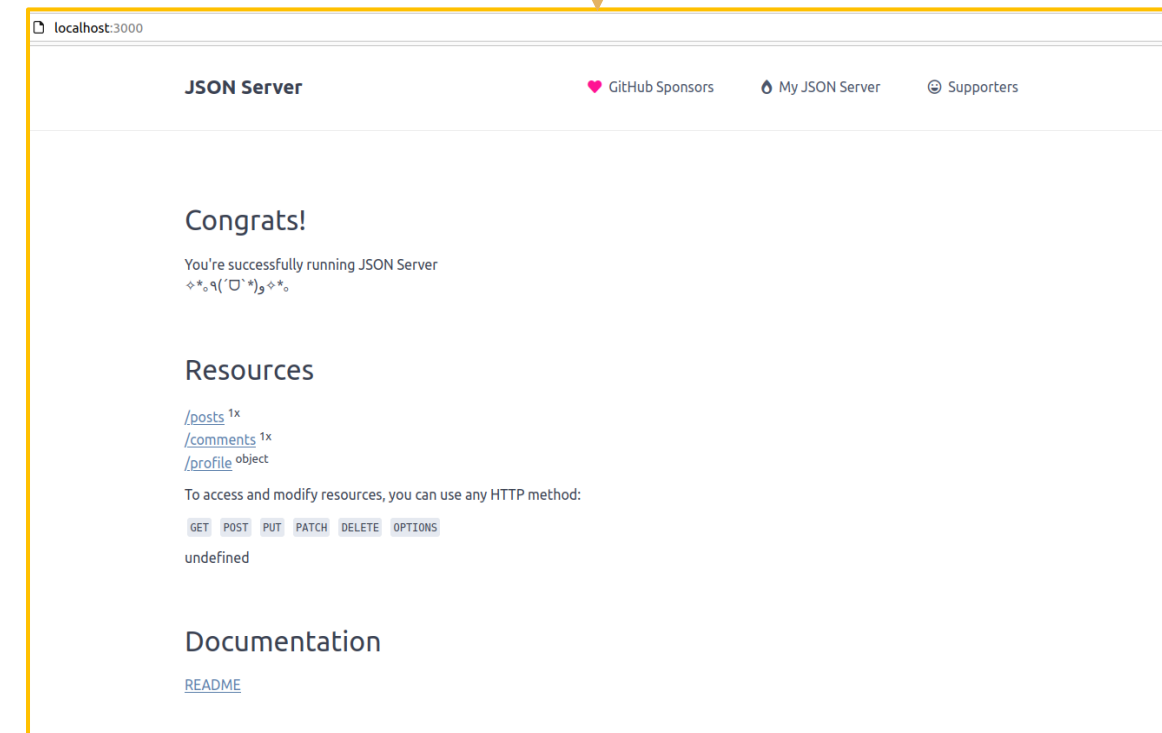 localhost:3000
JSON Server GitHub Sponsors My JSON Server Supporters
Congrats!
You're successfully running JSON Server
✧*｡٩(ˊᗜˋ*)و✧*｡
Resources
/posts 1x
/comments 1x
/profile object
To access and modify resources, you can use any HTTP method:
GET POST PUT PATCH DELETE OPTIONS
undefined
Documentation
README